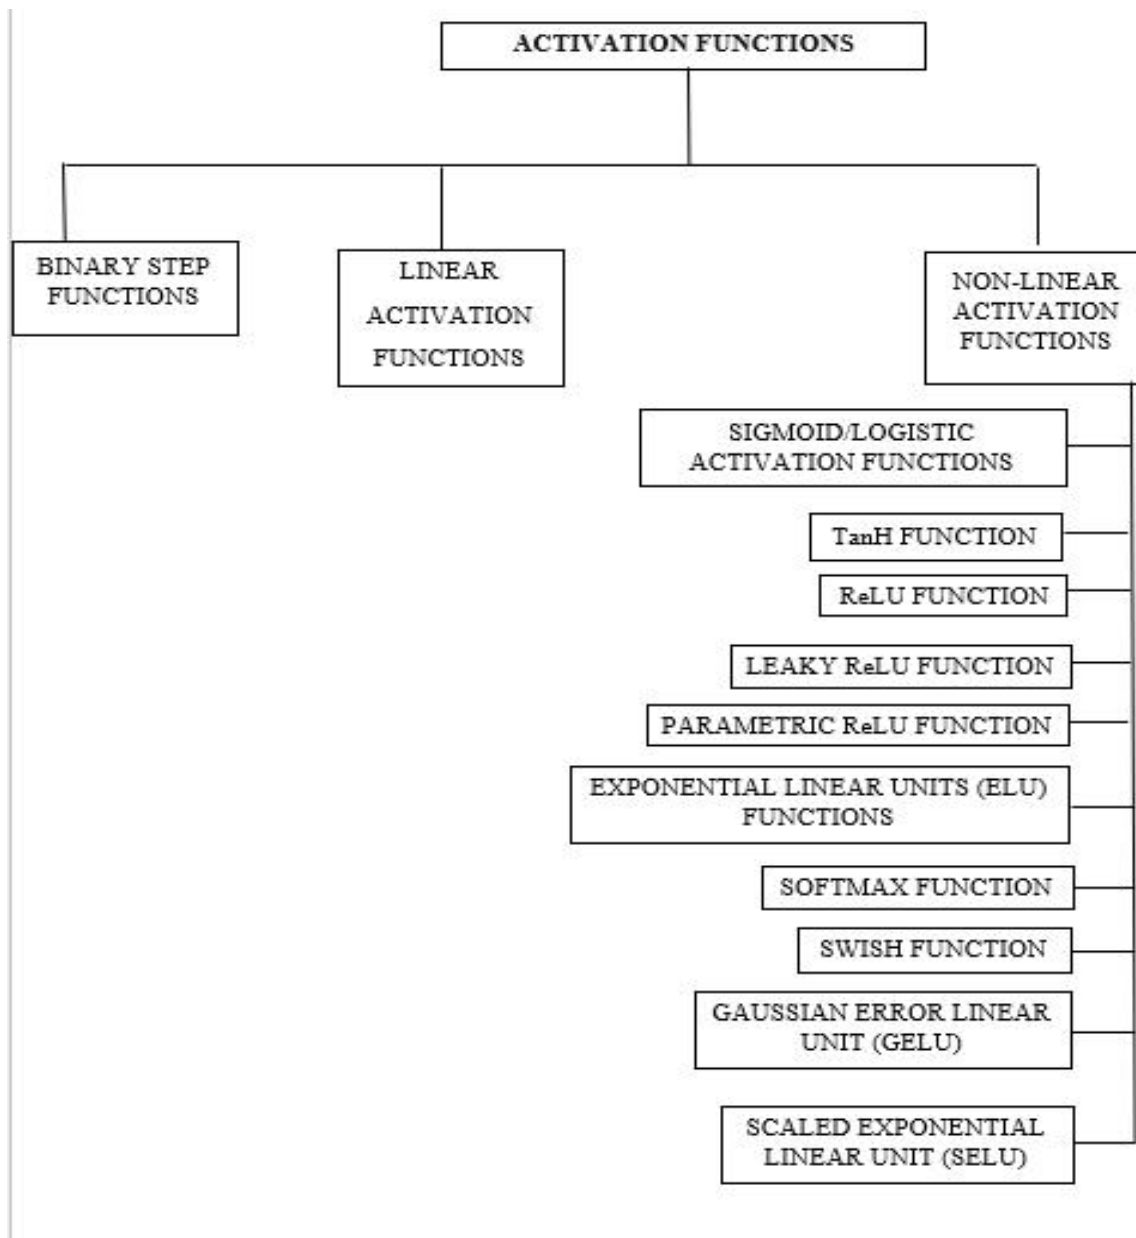 ACTIVATION FUNCTIONS
BINARY STEP
FUNCTIONS
LINEAR
ACTIVATION
FUNCTIONS
NON-LINEAR
ACTIVATION
FUNCTIONS
SIGMOID/LOGISTIC
ACTIVATION FUNCTIONS
TanH FUNCTION
ReLU FUNCTION
LEAKY ReLU FUNCTION
PARAMETRIC ReLU FUNCTION
EXPONENTIAL LINEAR UNITS (ELU)
FUNCTIONS
SOFTMAX FUNCTION
SWISH FUNCTION
GAUSSIAN ERROR LINEAR
UNIT (GELU)
SCALED EXPONENTIAL
LINEAR UNIT (SELU)